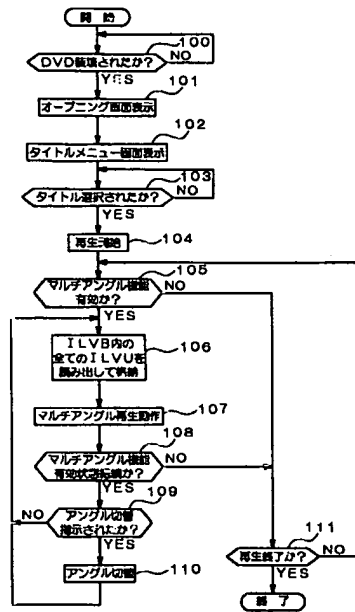 開始
100
DVD装填されたか?
NO
YES
101
オープニング画面表示
102
タイトルメニュー画面表示
103
タイトル選択されたか?
NO
YES
再生開始
104
105
マルチアングル機能
有効か?
NO
YES
ILVB内の
全てのILVUを
読み出して格納
106
マルチアングル再生動作
107
108
マルチアングル機能
有効状態継続か?
NO
YES
109
アングル切替
指示されたか?
NO
YES
アングル切替
110
111
再生終了か?
NO
YES
終了